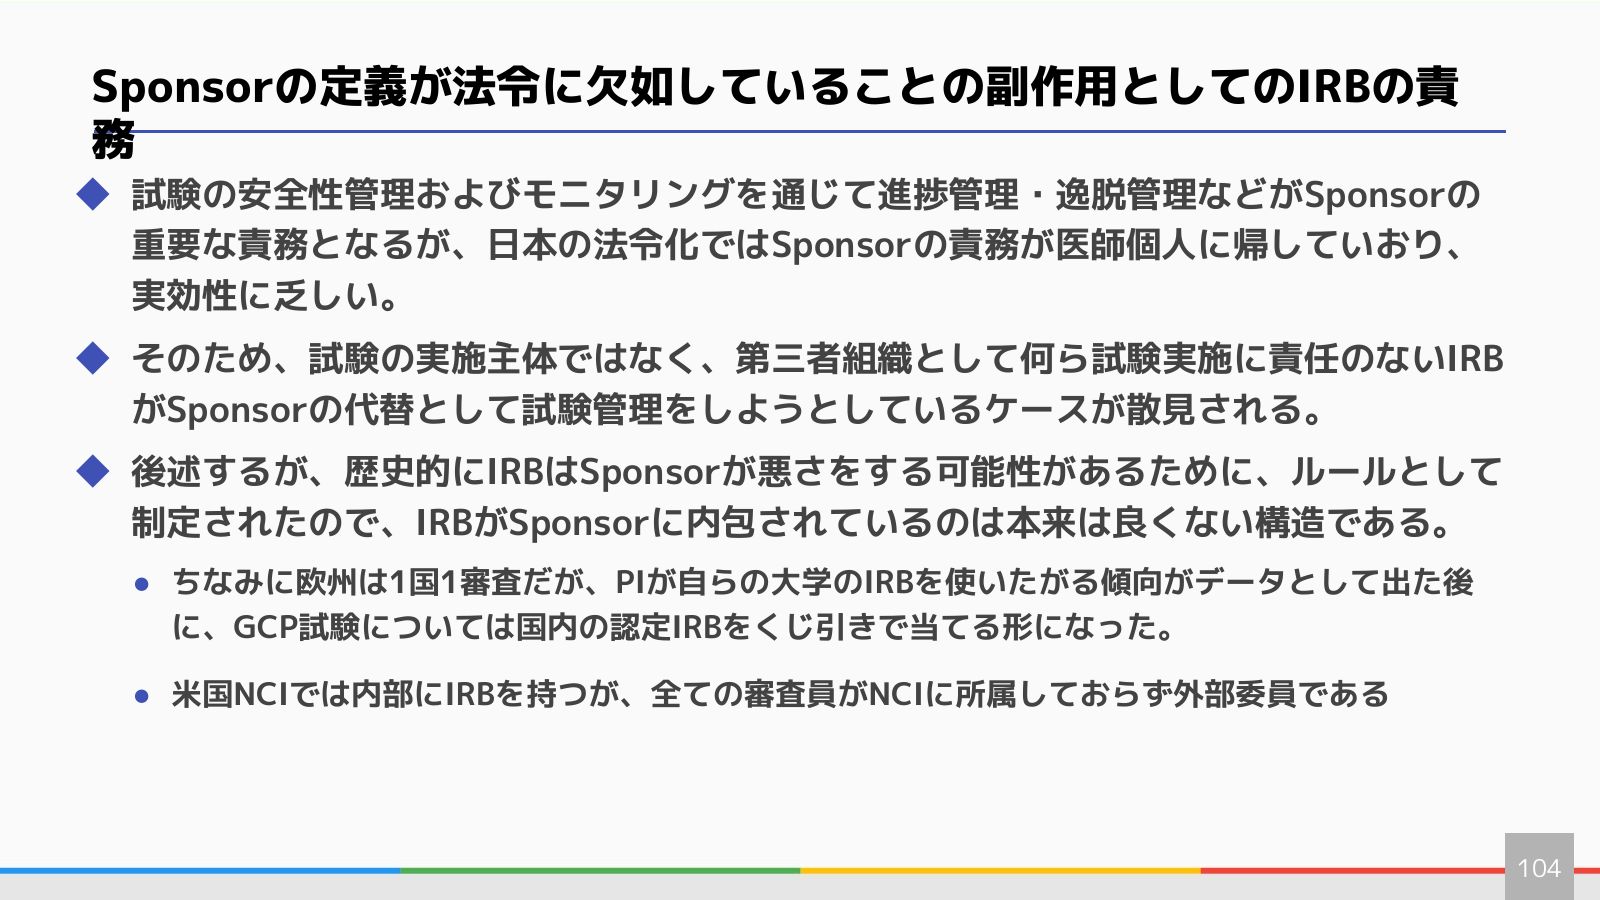 Sponsorの定義が法令に欠如していることの副作用としてのIRBの責
務
試験の安全性管理およびモニタリングを通じて進捗管理・逸脱管理などがSponsorの
重要な責務となるが、日本の法令化ではSponsorの責務が医師個人に帰していおり、
実効性に乏しい。
そのため、試験の実施主体ではなく、第三者組織として何ら試験実施に責任のないIRB
がSponsorの代替として試験管理をしようとしているケースが散見される。
後述するが、歴史的にIRBはSponsorが悪さをする可能性があるために、ルールとして
制定されたので、IRBがSponsorに内包されているのは本来は良くない構造である。
ちなみに欧州は1国1審査だが、PIが自らの大学のIRBを使いたがる傾向がデータとして出た後
に、GCP試験については国内の認定IRBをくじ引きで当てる形になった。
米国NCIでは内部にIRBを持つが、全ての審査員がNCIに所属しておらず外部委員である
104